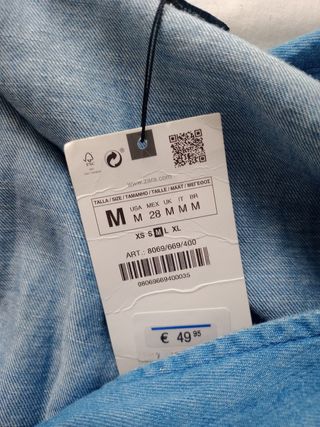 FSC
www.zara.com
TALLA / SIZE / TAMANHO / TAILLE / MAAT / ΜΕΓΕΘΟΣ
M
USA MEX UK IT BR
M 28 M M M
XS S M L XL
ART.: 8069/669/400
08069669400035
€ 49 95